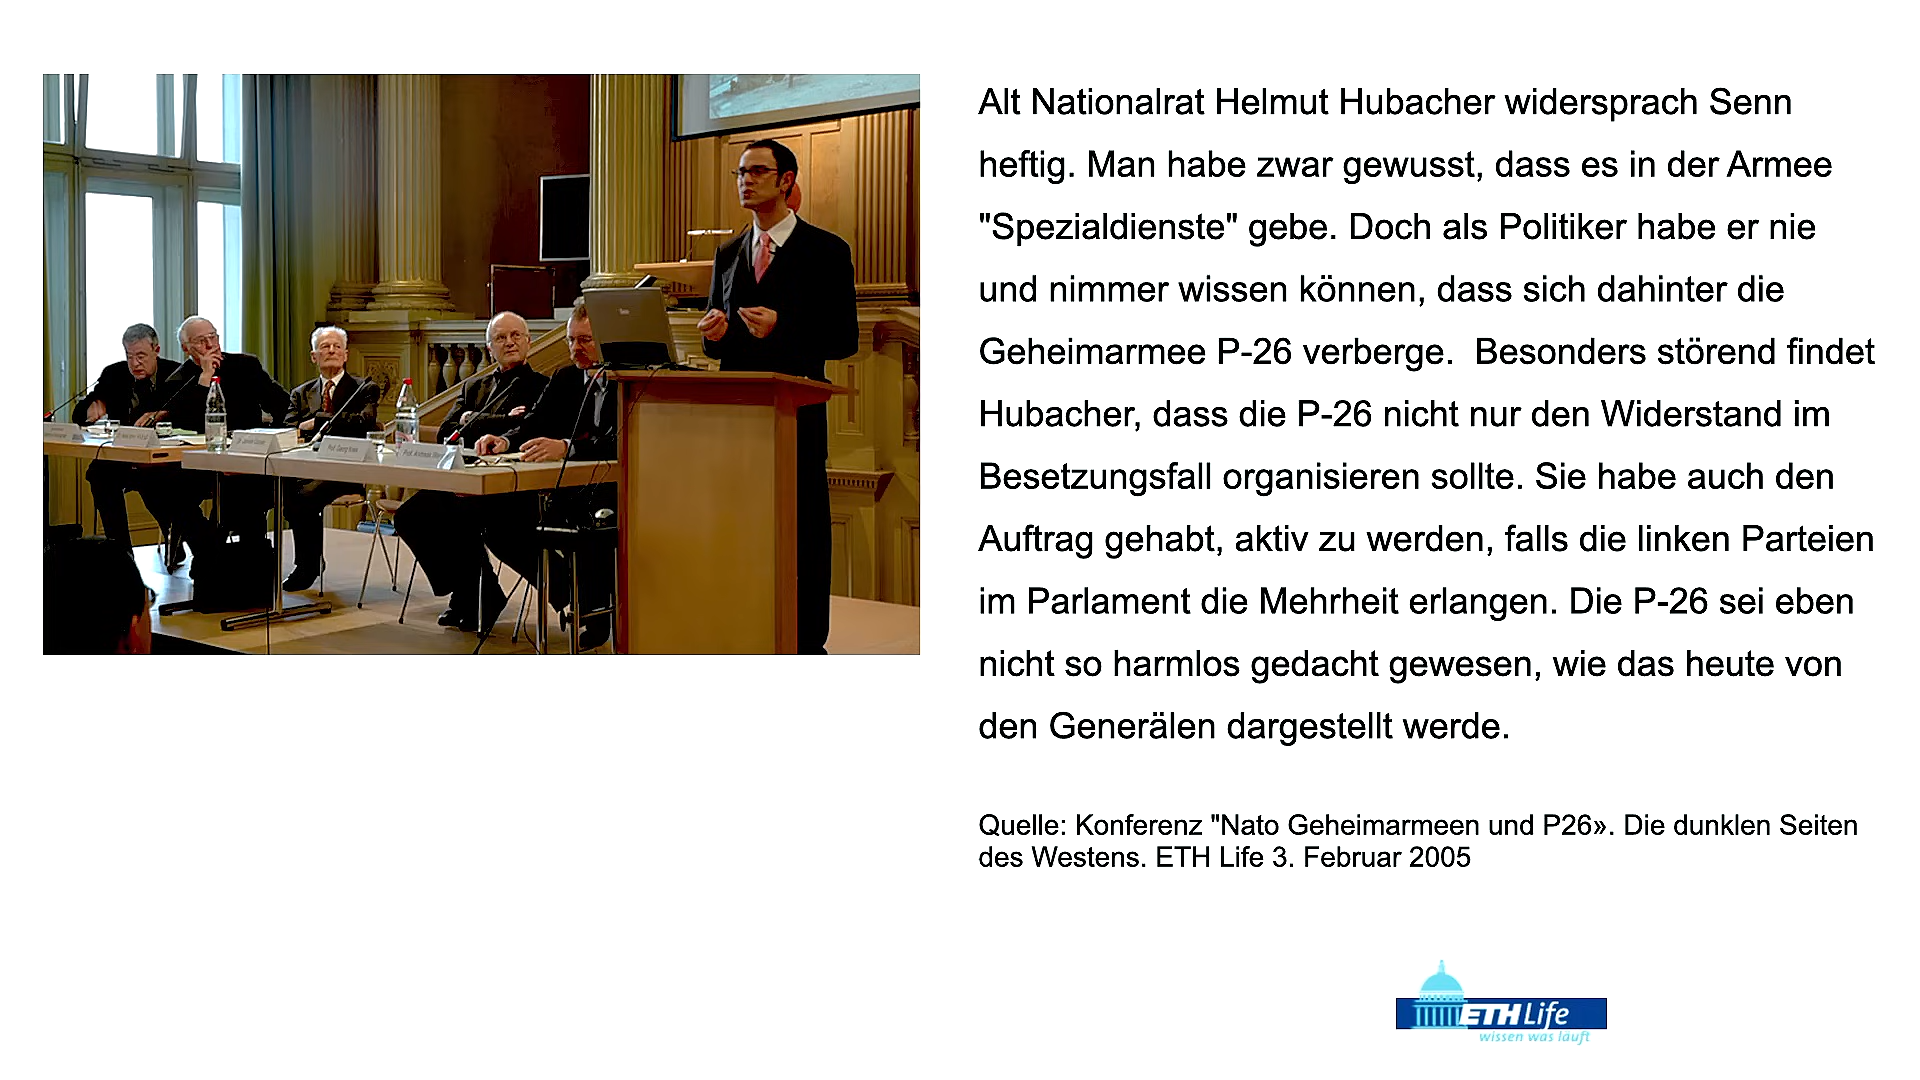 Alt Nationalrat Helmut Hubacher widersprach Senn
heftig. Man habe zwar gewusst, dass es in der Armee
"Spezialdienste" gebe. Doch als Politiker habe er nie
und nimmer wissen können, dass sich dahinter die
Geheimarmee P-26 verberge.  Besonders störend findet
Hubacher, dass die P-26 nicht nur den Widerstand im
Besetzungsfall organisieren sollte. Sie habe auch den
Auftrag gehabt, aktiv zu werden, falls die linken Parteien
im Parlament die Mehrheit erlangen. Die P-26 sei eben
nicht so harmlos gedacht gewesen, wie das heute von
den Generälen dargestellt werde.
Quelle: Konferenz "Nato Geheimarmeen und P26». Die dunklen Seiten
des Westens. ETH Life 3. Februar 2005
ETH Life
wissen was läuft